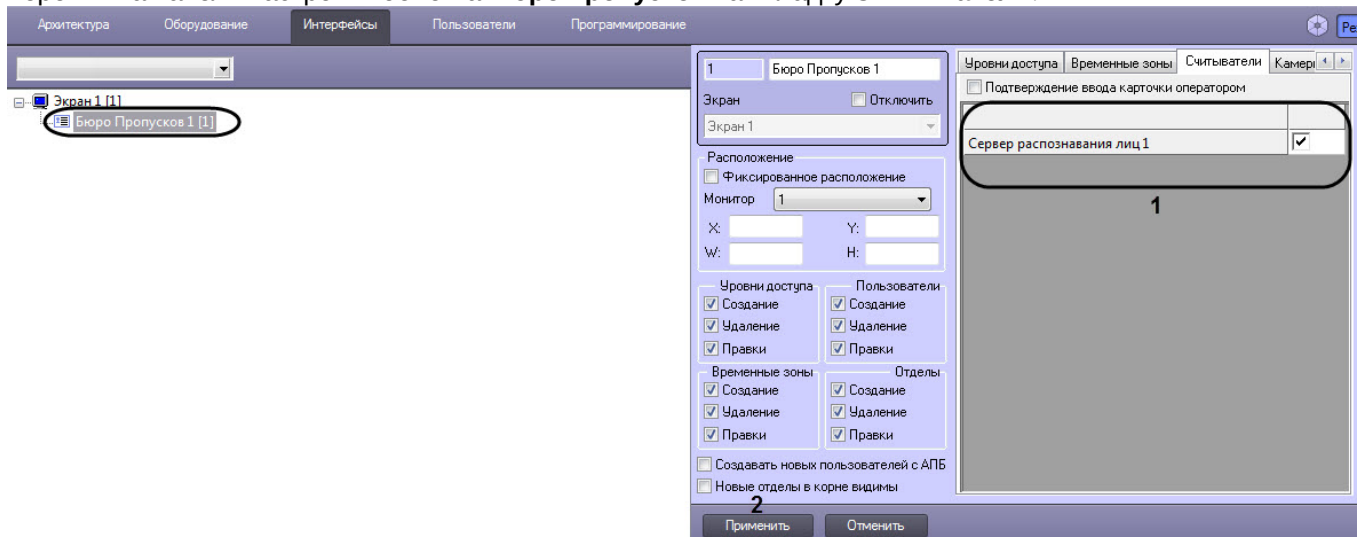 Архитектура Оборудование Интерфейсы Пользователи Программирование
Экран 1 [1]
Бюро Пропусков 1 [1]
1 Бюро Пропусков 1
Экран Отключить
Экран 1
Расположение
Фиксированное расположение
Монитор 1
X: Y:
W: H:
Уровни доступа Пользователи
Создание Создание
Удаление Удаление
Правки Правки
Временные зоны Отделы
Создание Создание
Удаление Удаление
Правки Правки
Создавать новых пользователей с АПБ
Новые отделы в корне видимы
2
Применить Отменить
Уровни доступа Временные зоны Считыватели
Подтверждение ввода карточки оператором
Сервер распознавания лиц 1
1